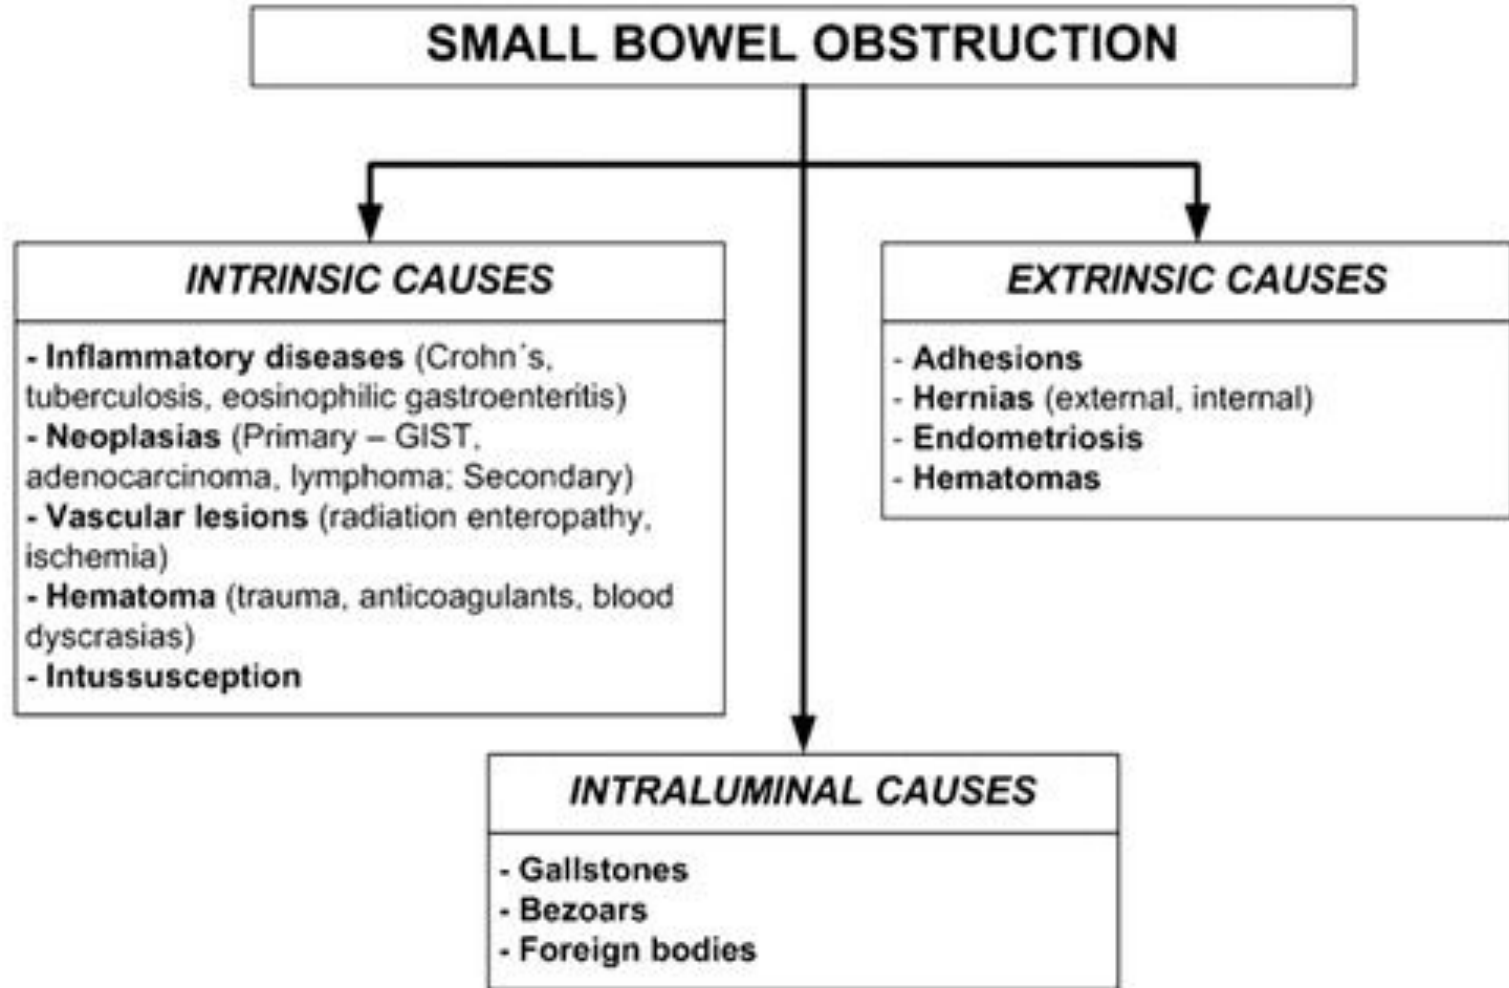 SMALL BOWEL OBSTRUCTION
INTRINSIC CAUSES
- Inflammatory diseases (Crohn´s,
tuberculosis, eosinophilic gastroenteritis)
- Neoplasias (Primary – GIST,
adenocarcinoma, lymphoma; Secondary)
- Vascular lesions (radiation enteropathy,
ischemia)
- Hematoma (trauma, anticoagulants, blood
dyscrasias)
- Intussusception
EXTRINSIC CAUSES
- Adhesions
- Hernias (external, internal)
- Endometriosis
- Hematomas
INTRALUMINAL CAUSES
- Gallstones
- Bezoars
- Foreign bodies